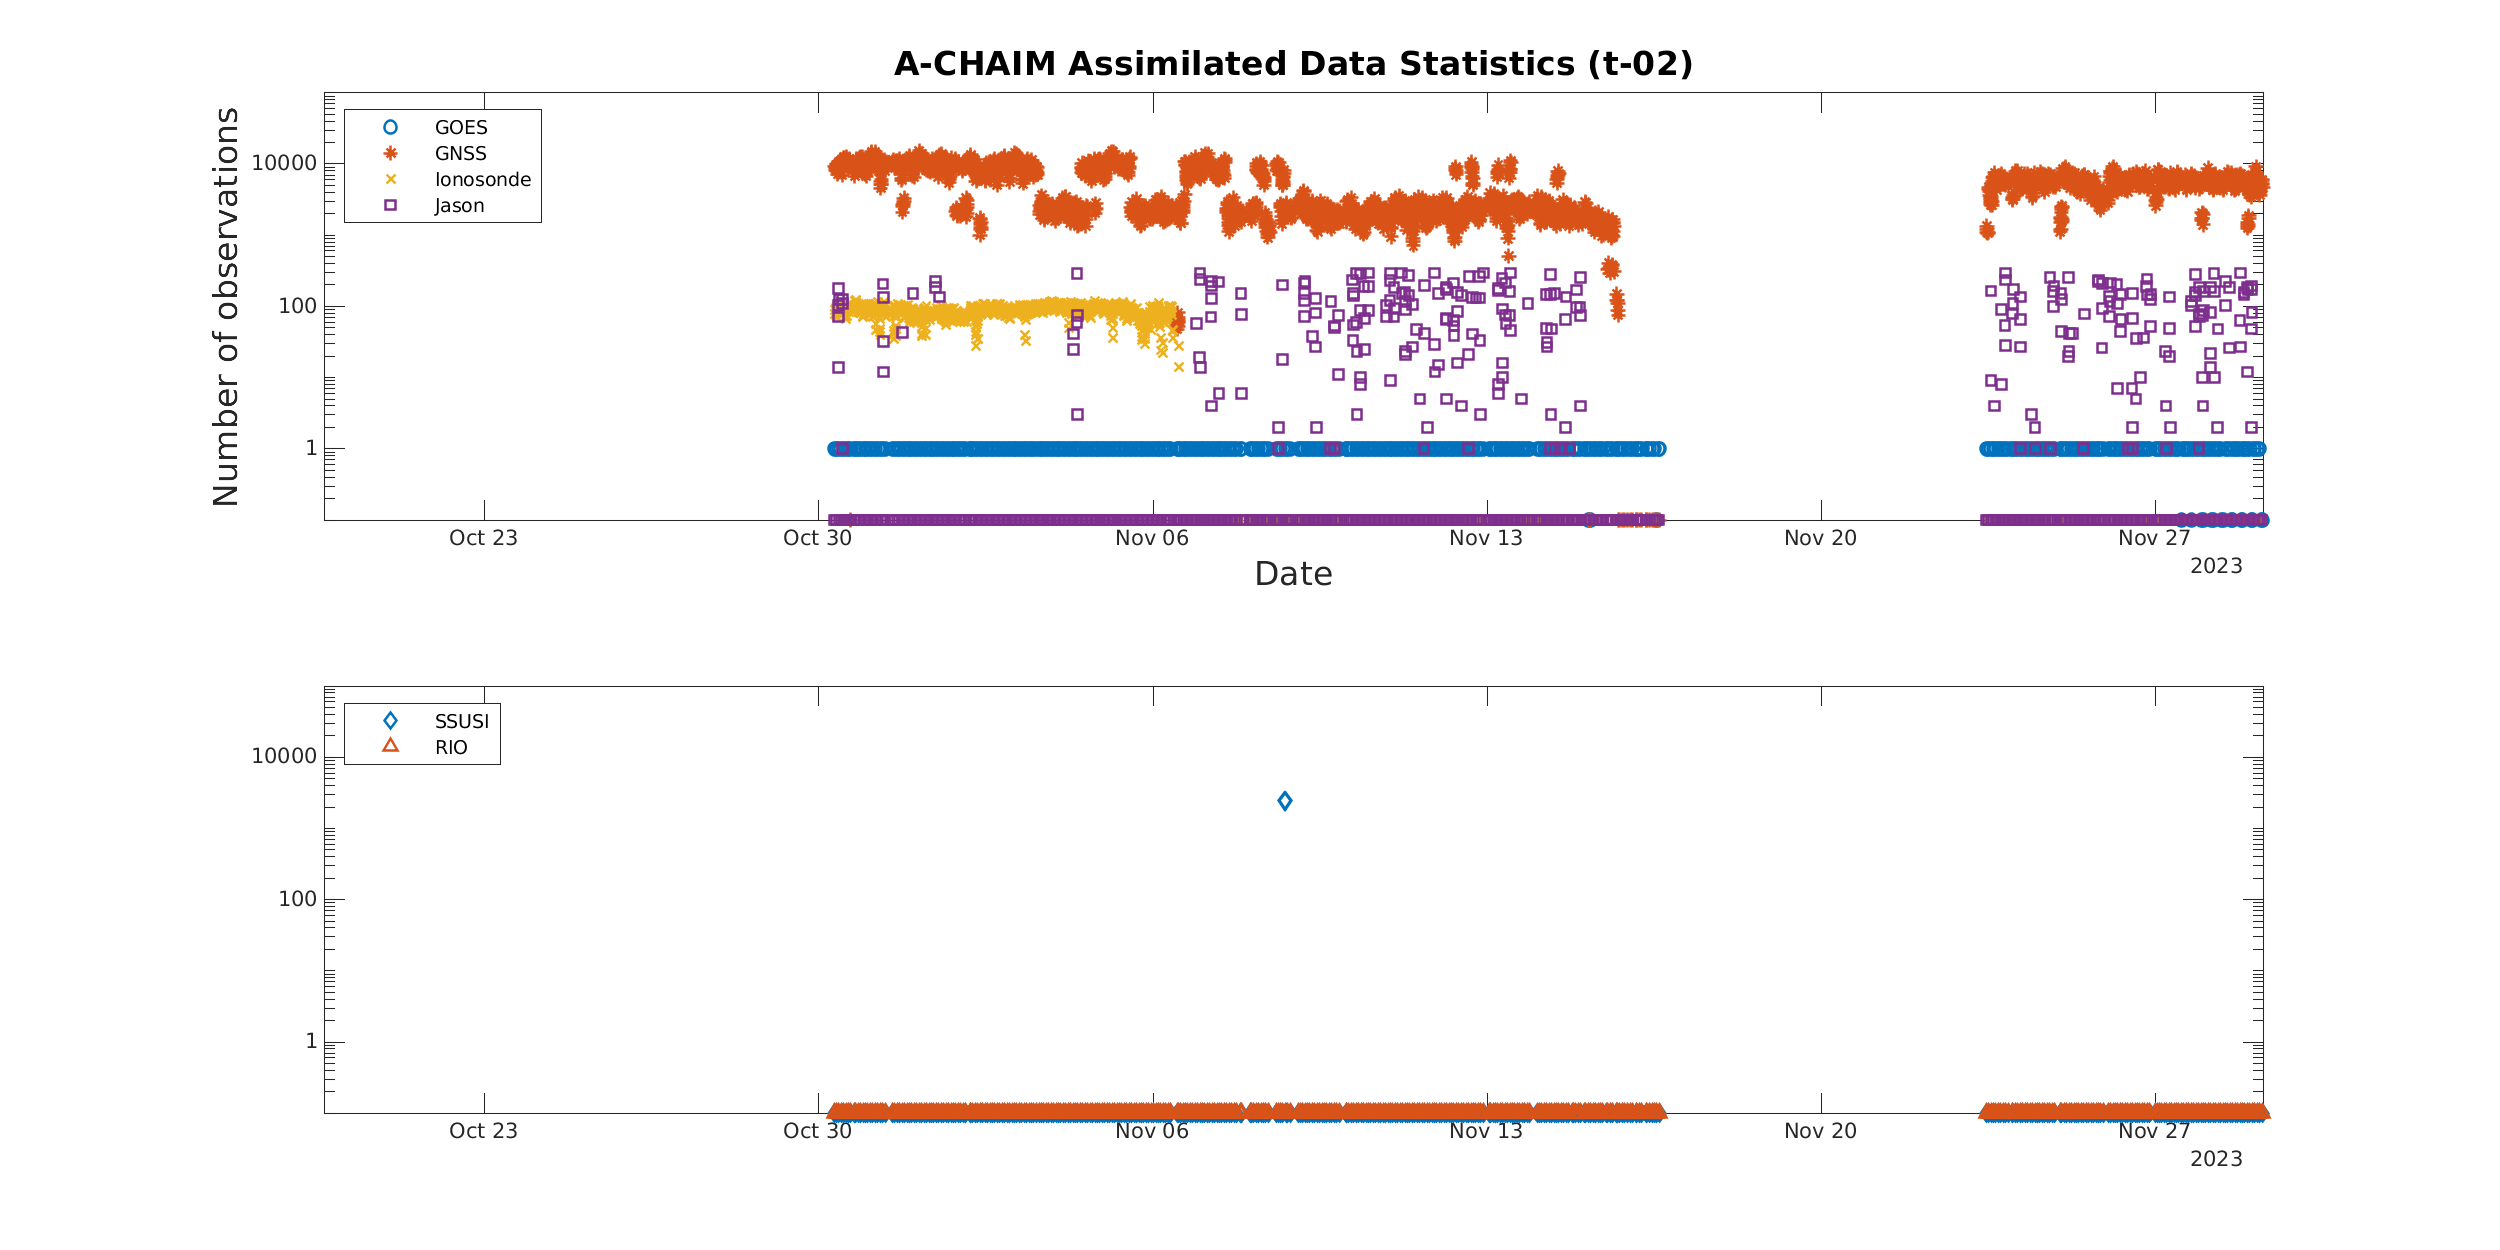 A-CHAIM Assimilated Data Statistics (t-02)
GOES
GNSS
Ionosonde
Jason
Number of observations
10000
100
1
Oct 23 Oct 30 Nov 06 Nov 13 Nov 20 Nov 27
2023
Date
SSUSI
RIO
10000
100
1
Oct 23 Oct 30 Nov 06 Nov 13 Nov 20 Nov 27
2023